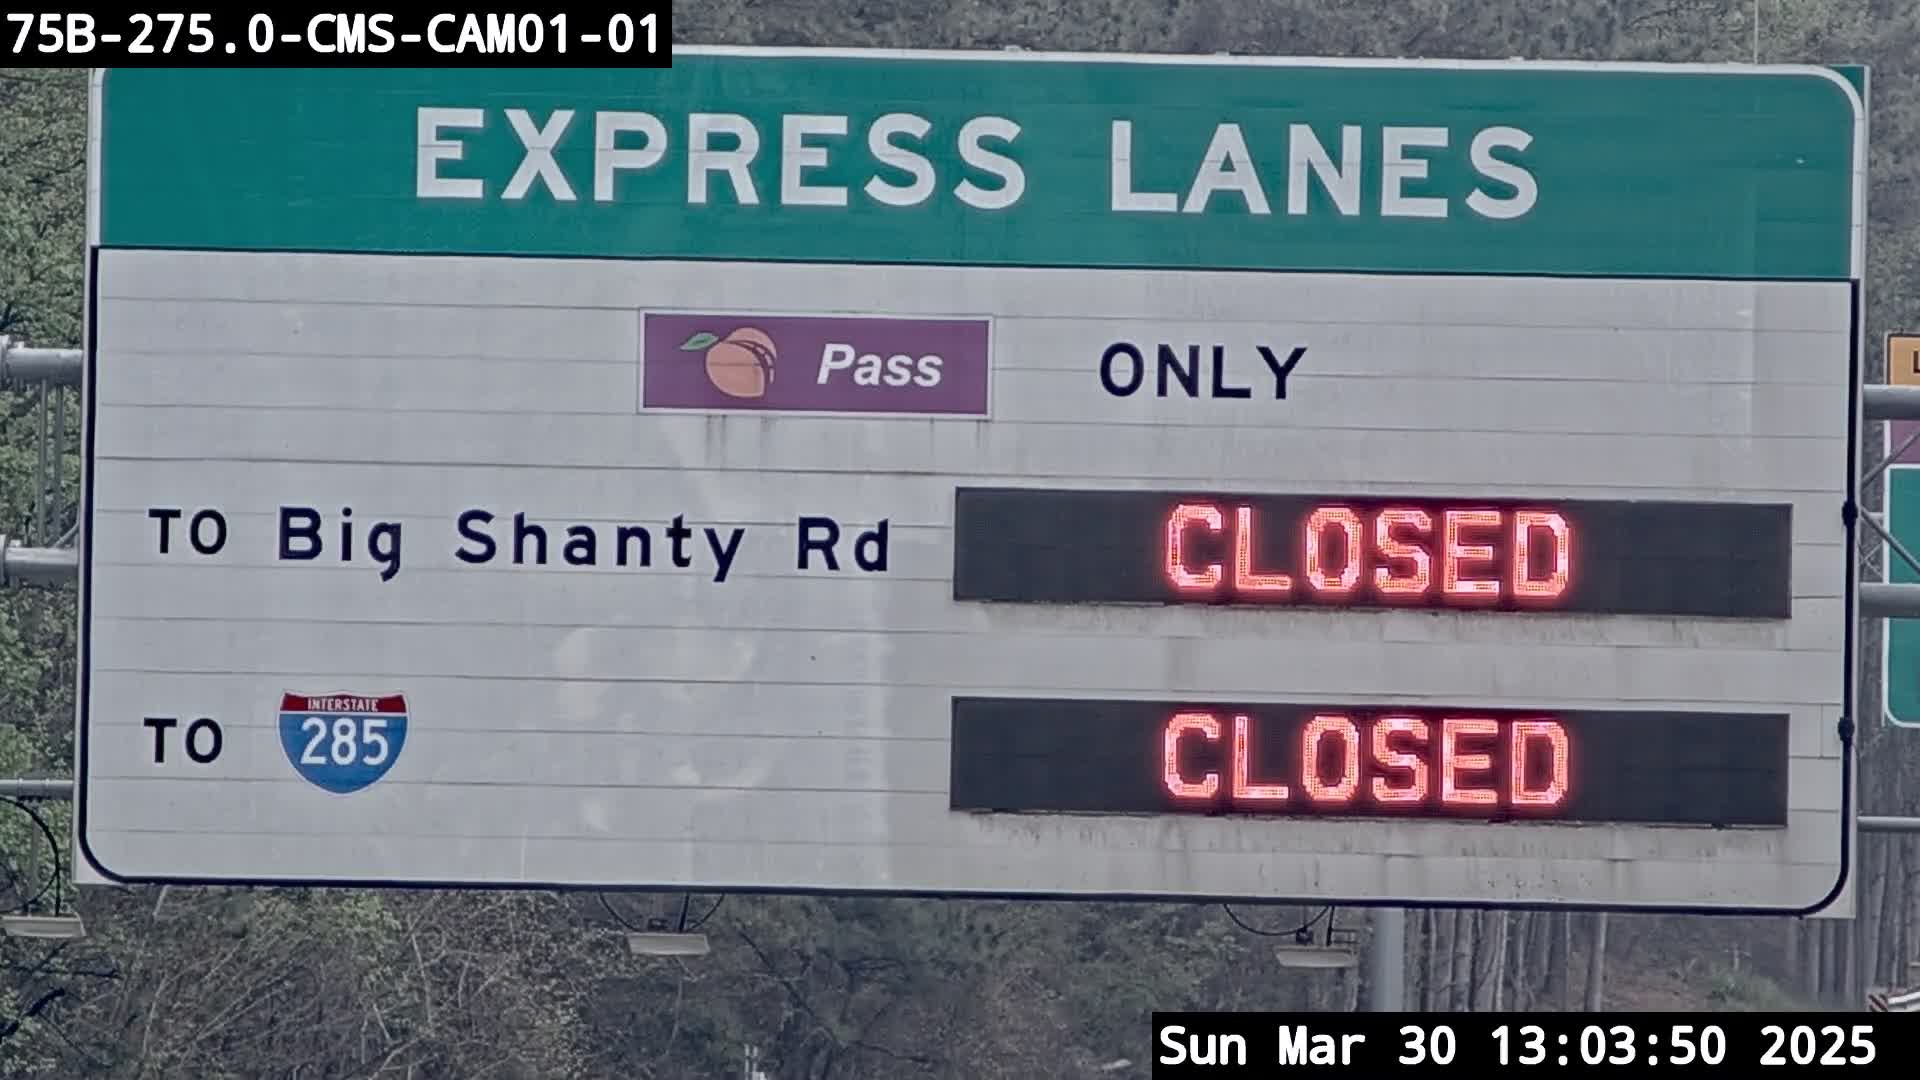 75B-275.0-CMS-CAM01-01
EXPRESS LANES
Pass ONLY
TO Big Shanty Rd CLOSED
TO INTERSTATE 285 CLOSED
Sun Mar 30 13:03:50 2025